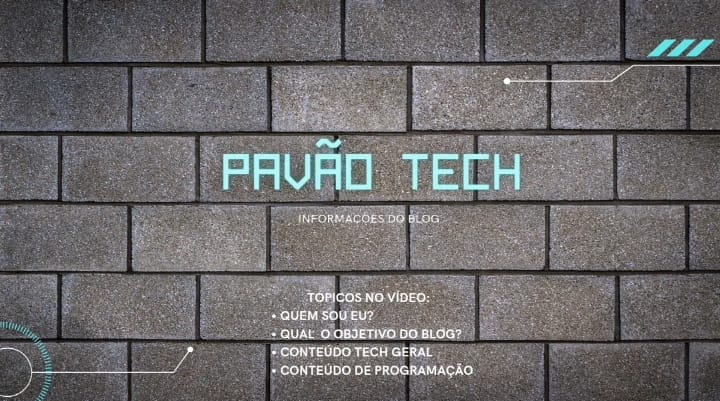 PAVÃO TECH
INFORMAÇÕES DO BLOG
TÓPICOS NO VÍDEO:
• QUEM SOU EU?
• QUAL O OBJETIVO DO BLOG?
• CONTEÚDO TECH GERAL
• CONTEÚDO DE PROGRAMAÇÃO